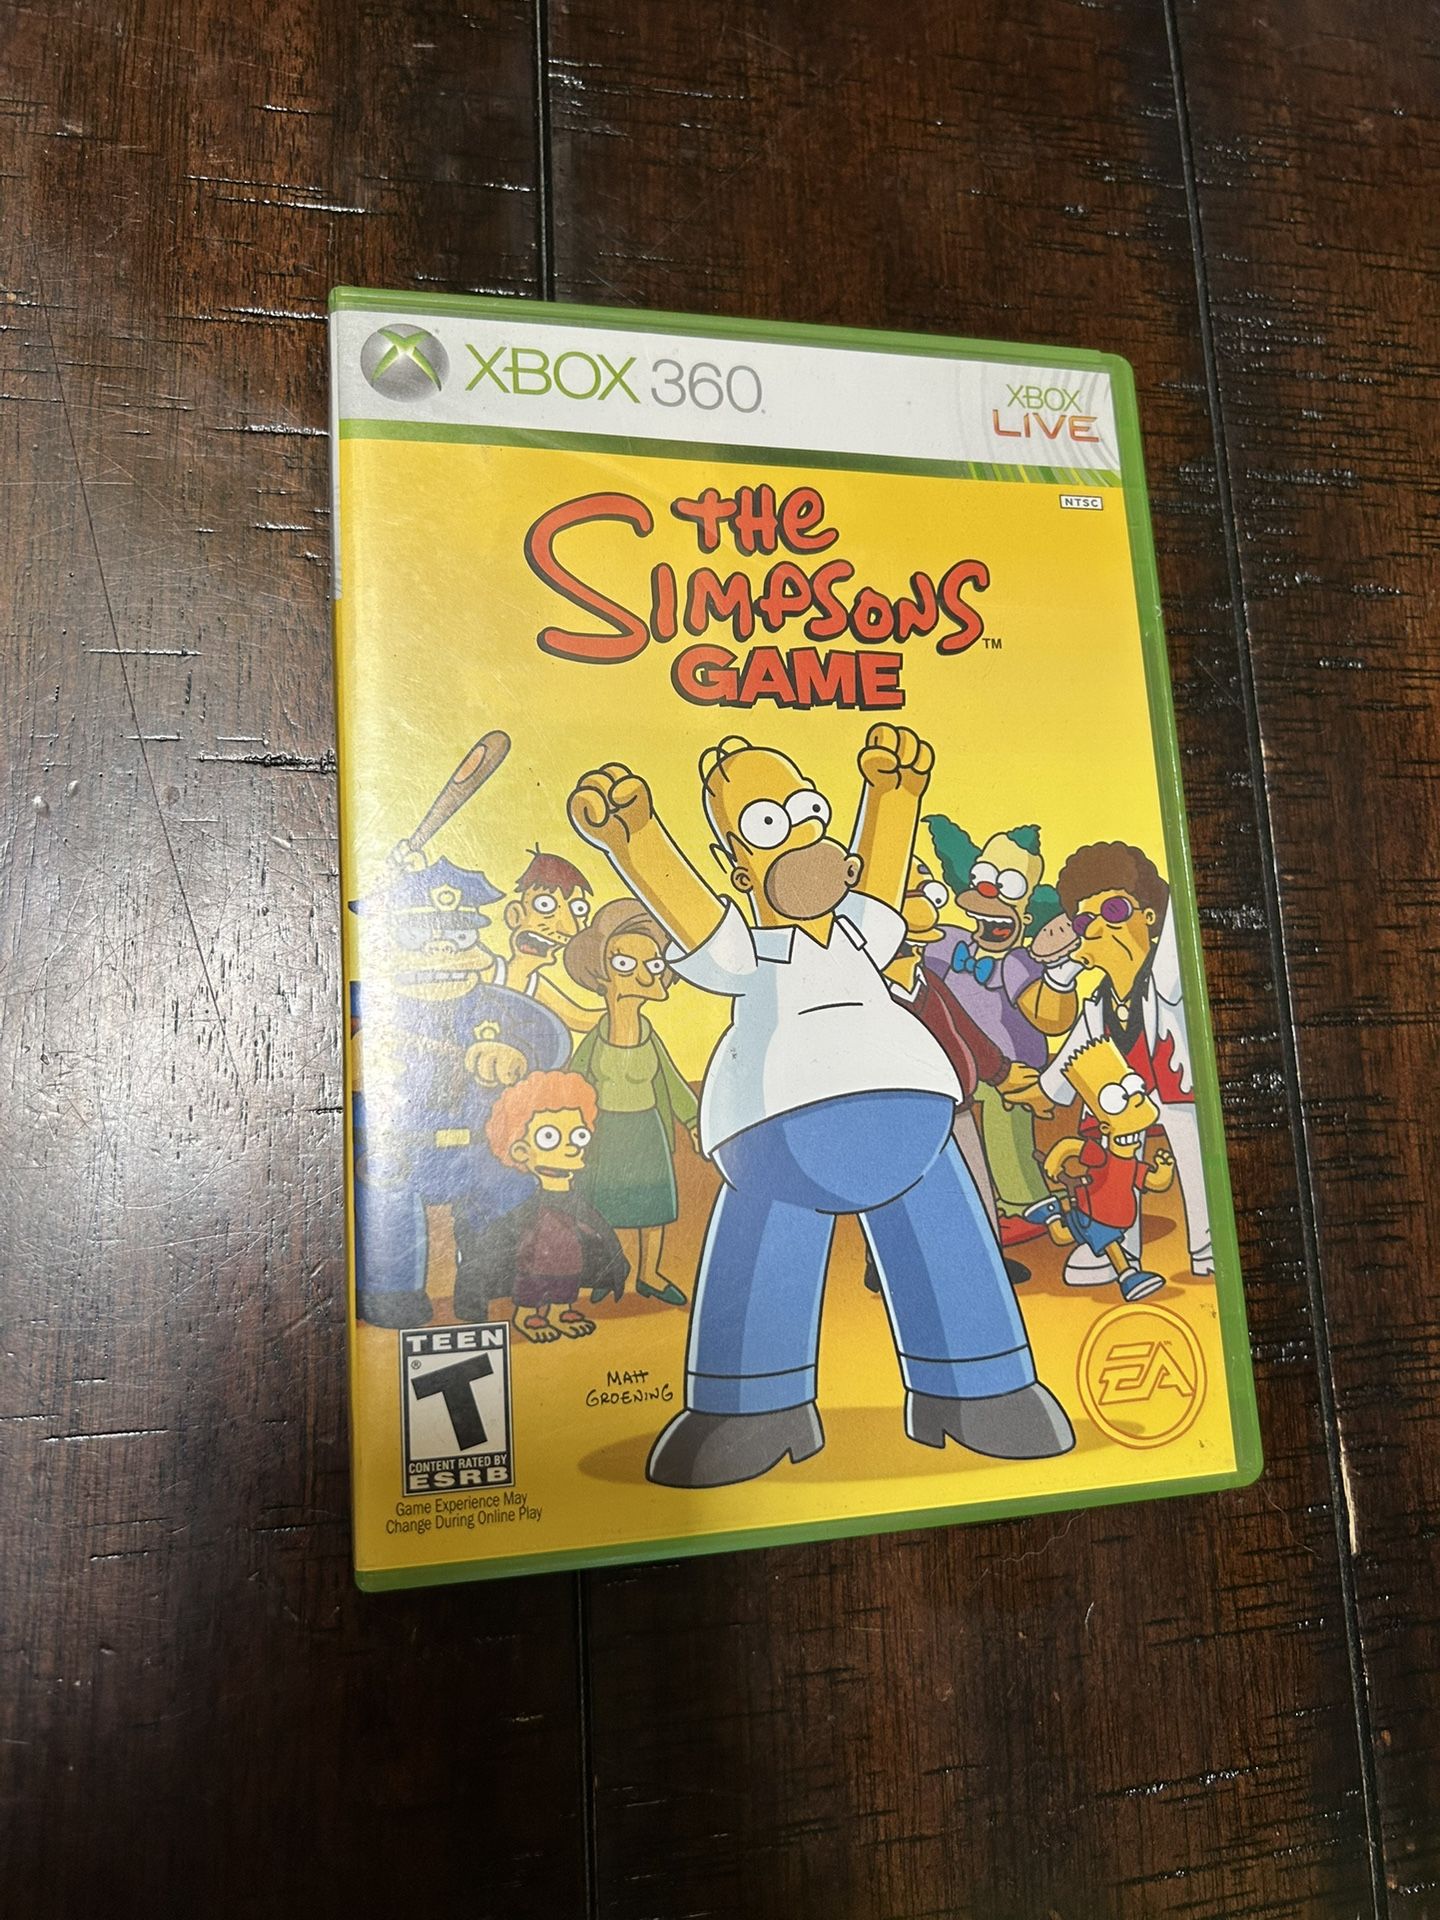 XBOX 360
XBOX
LIVE
NTSC
THE
SIMPSONS™
GAME
MATT
GROENING
EA
TEEN
®
T
CONTENT RATED BY
ESRB
Game Experience May
Change During Online Play